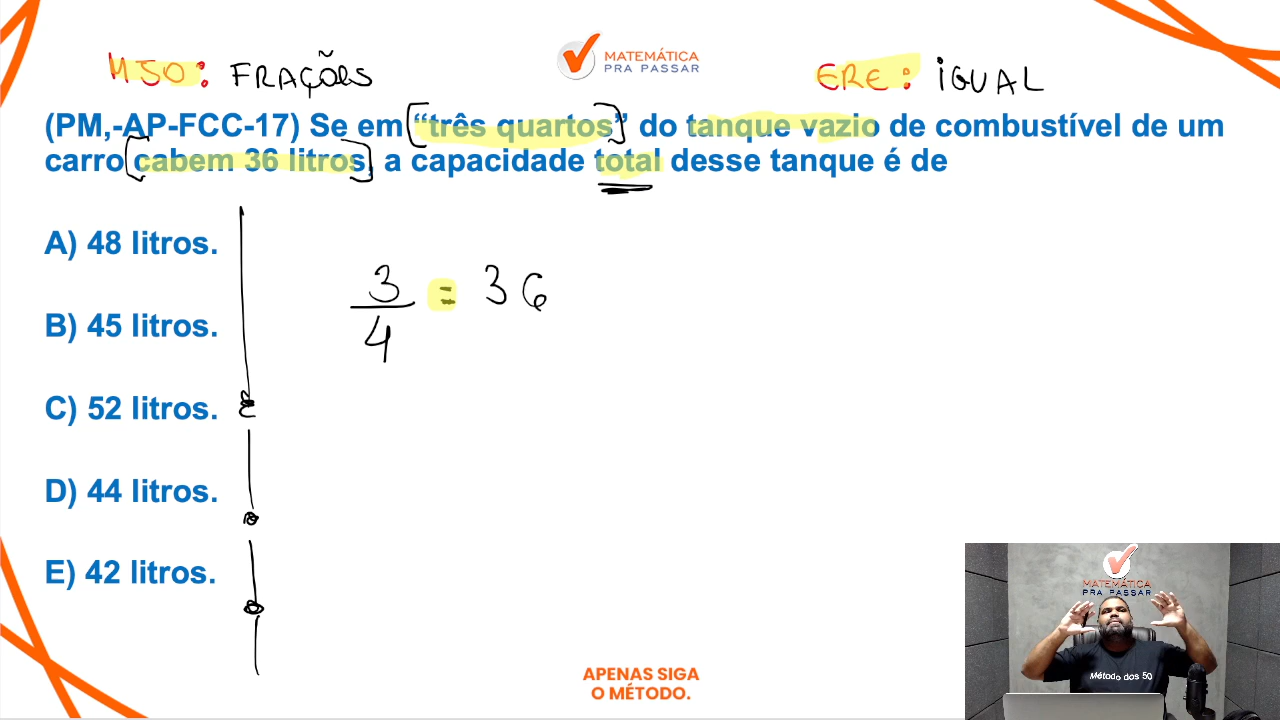 M50: FRAÇÕES
MATEMÁTICA
PRA PASSAR
ERE: IGUAL
(PM,-AP-FCC-17) Se em “três quartos” do tanque vazio de combustível de um
carro cabem 36 litros, a capacidade total desse tanque é de
A) 48 litros.
3
4
= 36
B) 45 litros.
C) 52 litros.
D) 44 litros.
E) 42 litros.
MATEMÁTICA
PRA PASSAR
Método dos 50
APENAS SIGA
O MÉTODO.